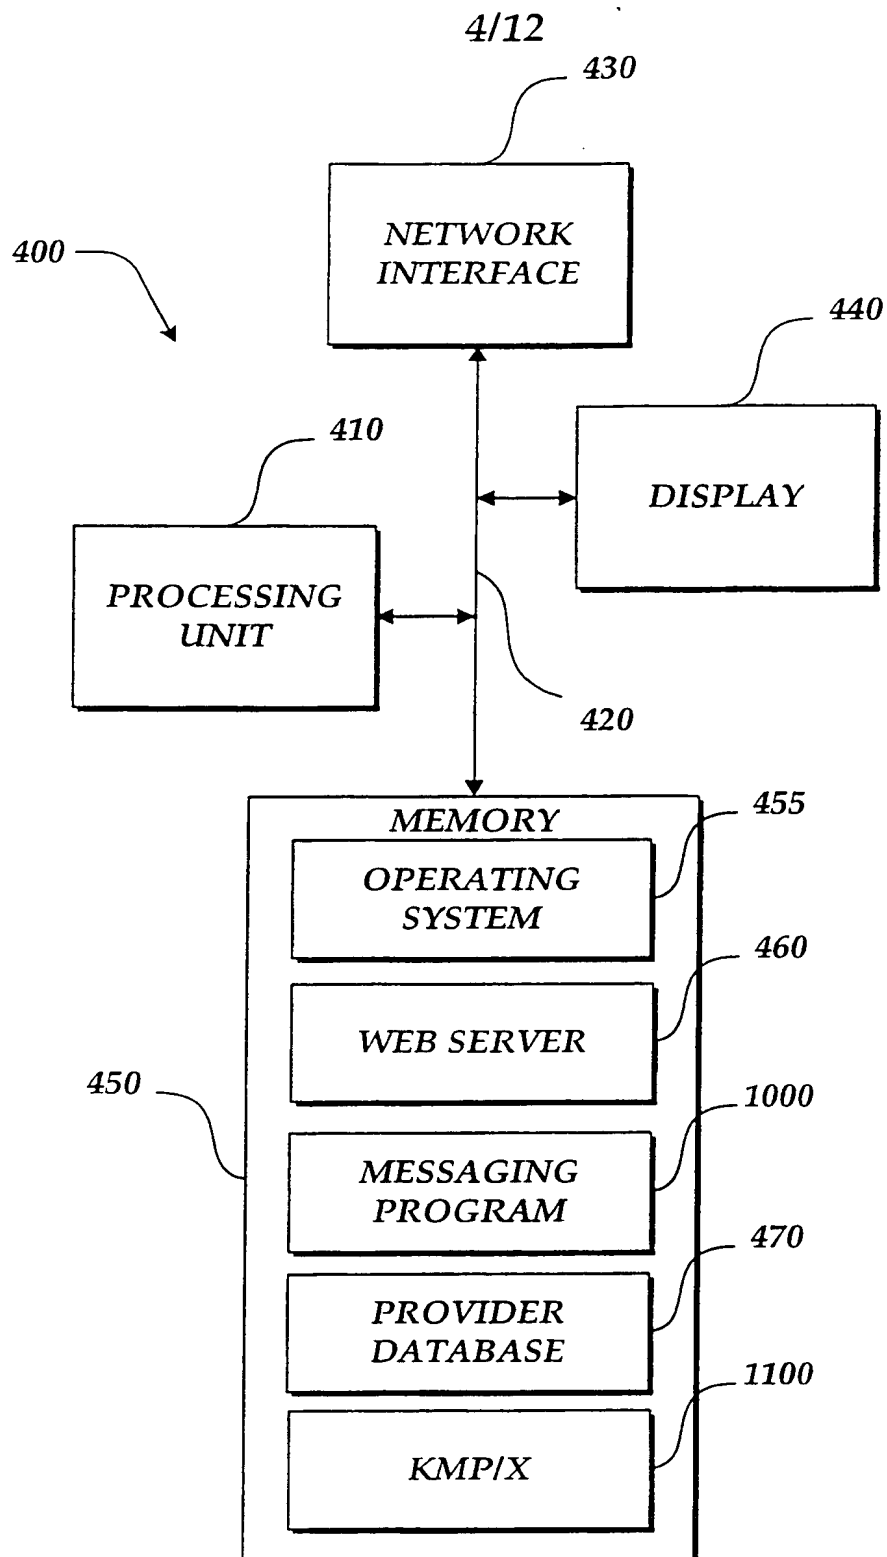 4/12
430
NETWORK
INTERFACE
400
440
DISPLAY
410
PROCESSING
UNIT
420
MEMORY
455
OPERATING
SYSTEM
460
WEB SERVER
450
1000
MESSAGING
PROGRAM
470
PROVIDER
DATABASE
1100
KMP/X